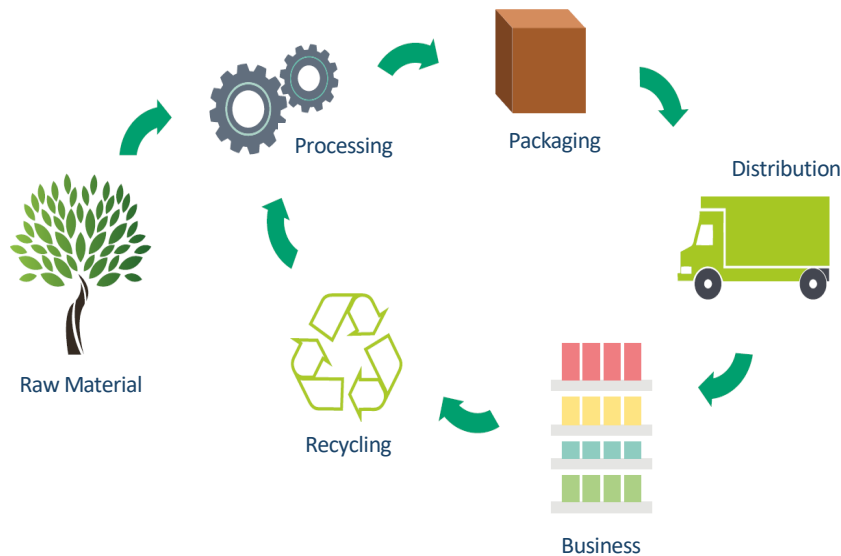 Processing
Packaging
Distribution
Raw Material
Recycling
Business